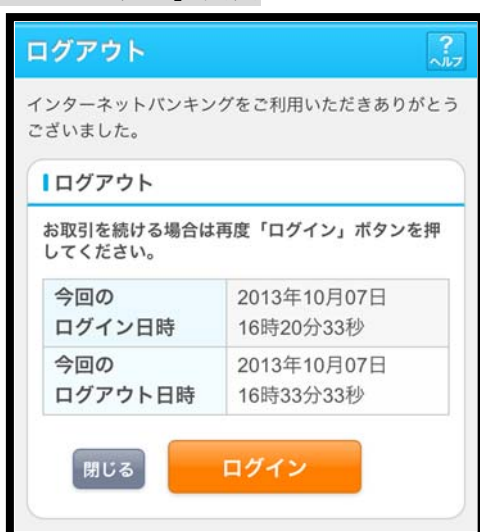 ログアウト
?
ヘルプ
インターネットバンキングをご利用いただきありがとう
ございました。
ログアウト
お取引を続ける場合は再度「ログイン」ボタンを押
してください。
今回の
ログイン日時
2013年10月07日
16時20分33秒
今回の
ログアウト日時
2013年10月07日
16時33分33秒
閉じる
ログイン